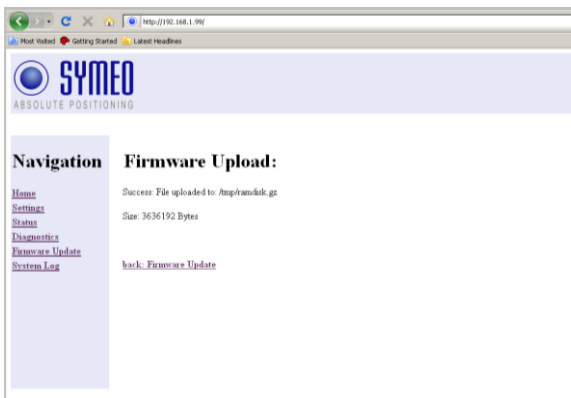 http://192.168.1.99/
Most Visited Getting Started Latest Headlines
SYMEO
ABSOLUTE POSITIONING
Navigation
Home
Settings
Status
Diagnostics
Firmware Update
System Log
Firmware Upload:
Success: File uploaded to: /tmp/ramdisk.gz
Size: 3636192 Bytes
back: Firmware Update